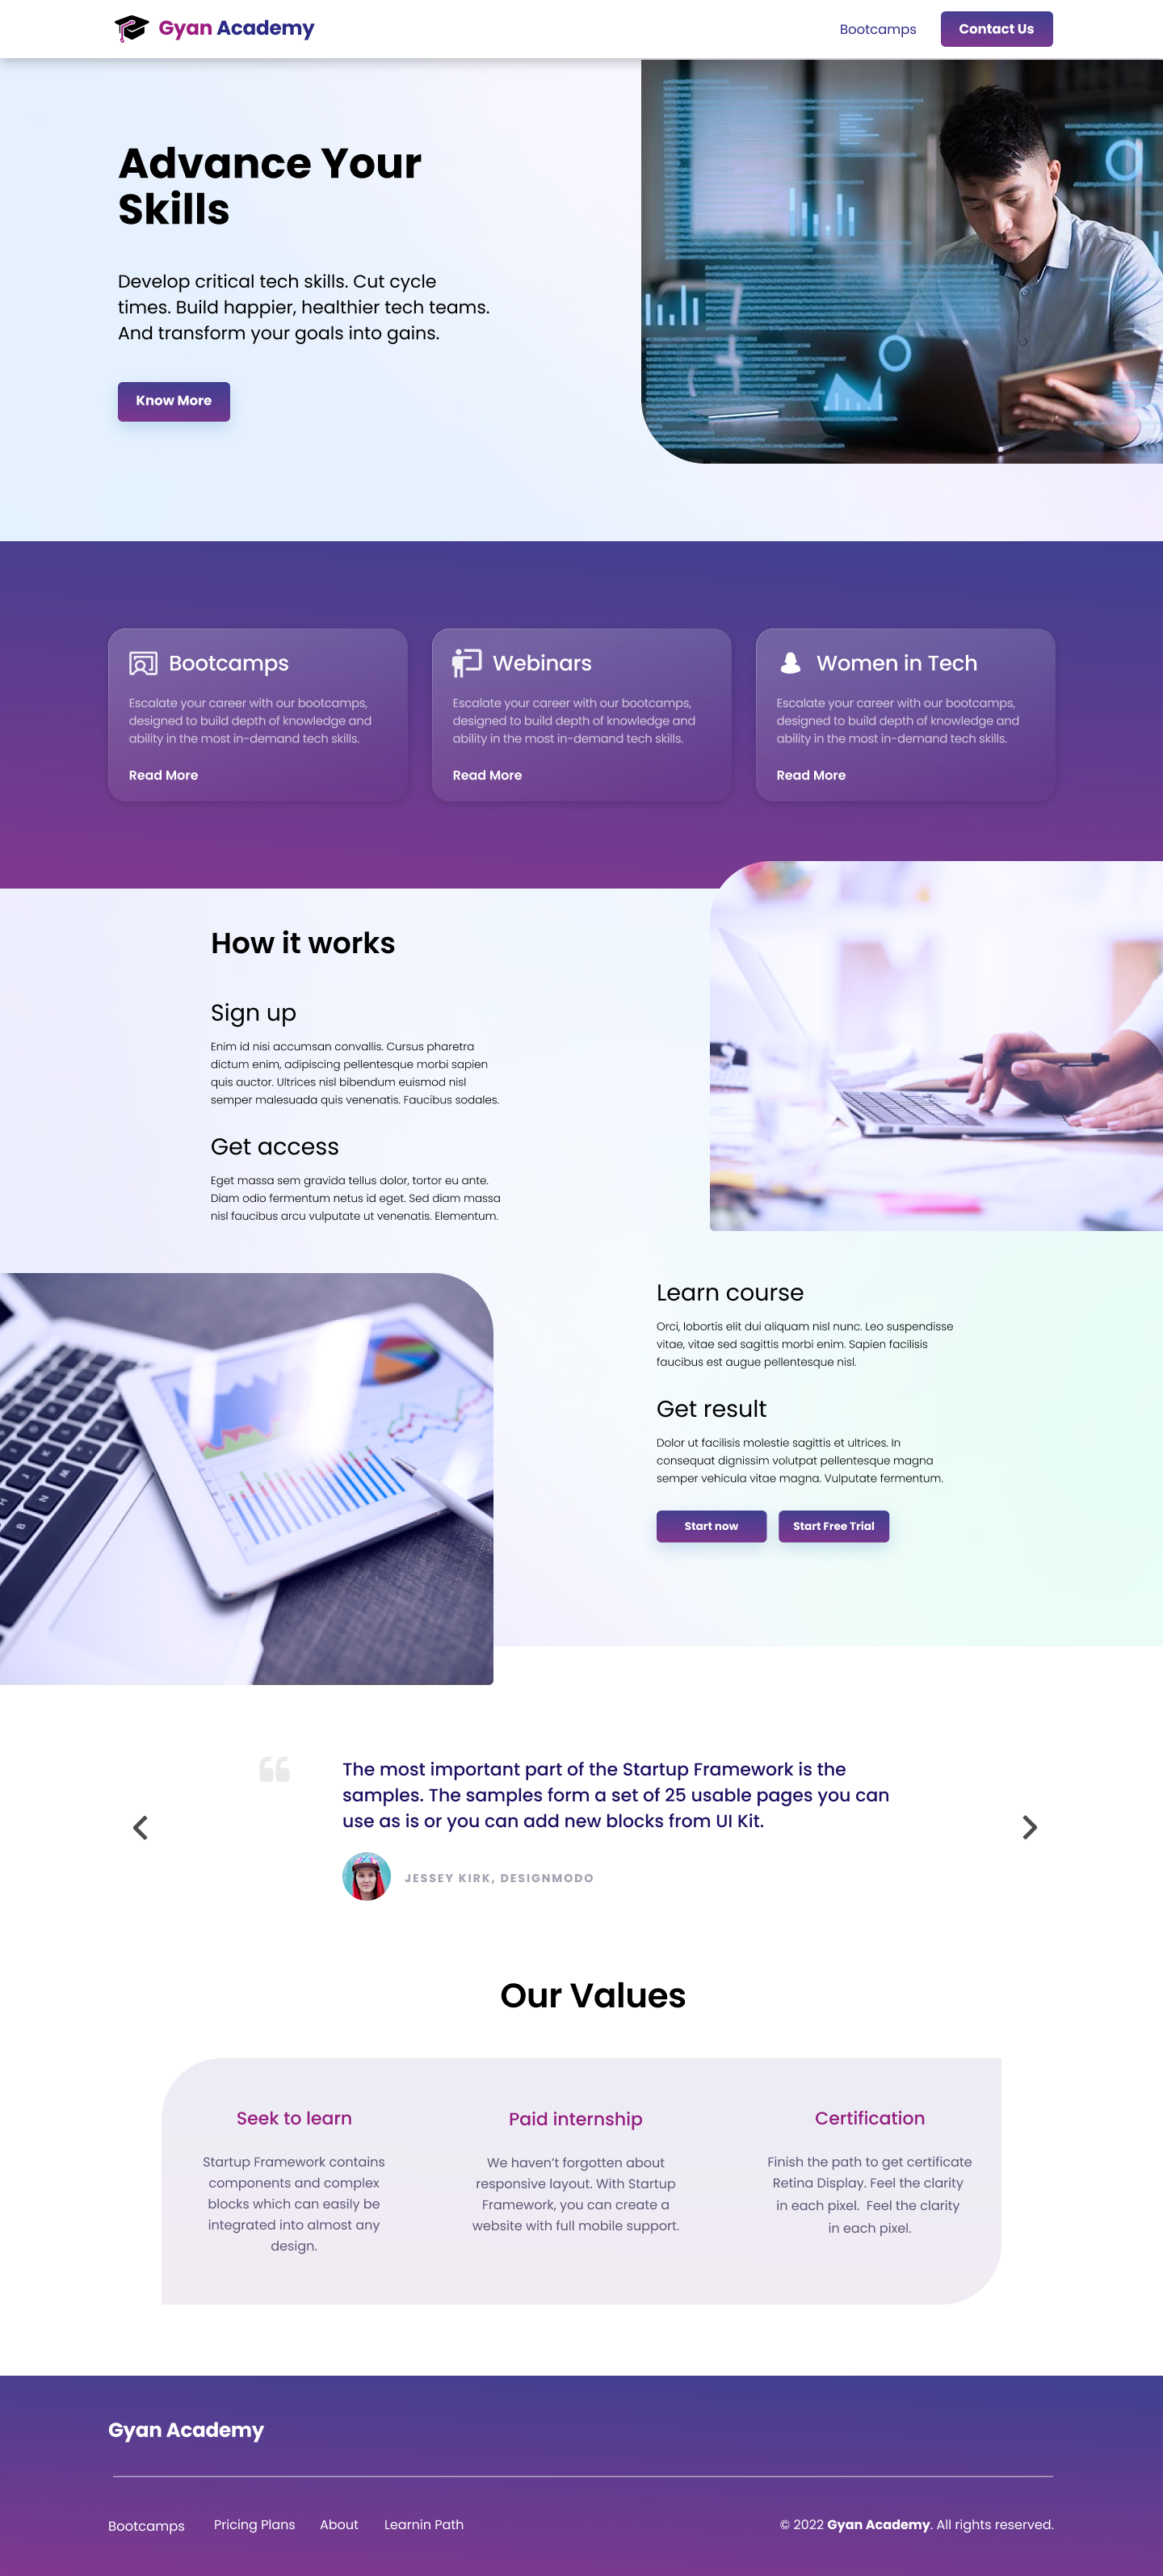 Gyan Academy
Bootcamps
Contact Us
Advance Your
Skills
Develop critical tech skills. Cut cycle
times. Build happier, healthier tech teams.
And transform your goals into gains.
Know More
Bootcamps
Escalate your career with our bootcamps,
designed to build depth of knowledge and
ability in the most in-demand tech skills.
Read More
Webinars
Escalate your career with our bootcamps,
designed to build depth of knowledge and
ability in the most in-demand tech skills.
Read More
Women in Tech
Escalate your career with our bootcamps,
designed to build depth of knowledge and
ability in the most in-demand tech skills.
Read More
How it works
Sign up
Enim id nisi accumsan convallis. Cursus pharetra
dictum enim, adipiscing pellentesque morbi sapien
quis auctor. Ultrices nisl bibendum euismod nisl
semper malesuada quis venenatis. Faucibus sodales.
Get access
Eget massa sem gravida tellus dolor, tortor eu ante.
Diam odio fermentum netus id eget. Sed diam massa
nisl faucibus arcu vulputate ut venenatis. Elementum.
Learn course
Orci, lobortis elit dui aliquam nisl nunc. Leo suspendisse
vitae, vitae sed sagittis morbi enim. Sapien facilisis
faucibus est augue pellentesque nisl.
Get result
Dolor ut facilisis molestie sagittis et ultrices. In
consequat dignissim volutpat pellentesque magna
semper vehicula vitae magna. Vulputate fermentum.
Start now
Start Free Trial
The most important part of the Startup Framework is the
samples. The samples form a set of 25 usable pages you can
use as is or you can add new blocks from UI Kit.
JESSEY KIRK, DESIGNMODO
Our Values
Seek to learn
Startup Framework contains
components and complex
blocks which can easily be
integrated into almost any
design.
Paid internship
We haven’t forgotten about
responsive layout. With Startup
Framework, you can create a
website with full mobile support.
Certification
Finish the path to get certificate
Retina Display. Feel the clarity
in each pixel.  Feel the clarity
in each pixel.
Gyan Academy
Bootcamps
Pricing Plans
About
Learnin Path
© 2022 Gyan Academy. All rights reserved.